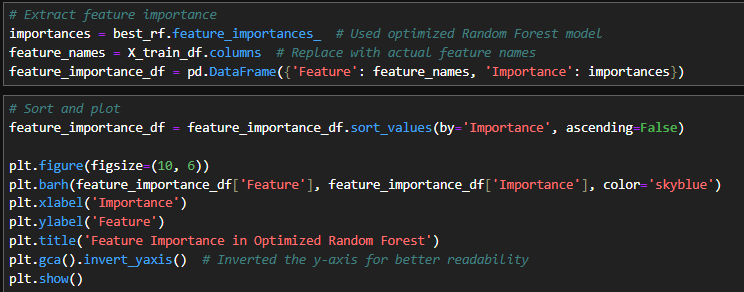 # Extract feature importance
importances = best_rf.feature_importances_  # Used optimized Random Forest model
feature_names = X_train_df.columns  # Replace with actual feature names
feature_importance_df = pd.DataFrame({'Feature': feature_names, 'Importance': importances})
# Sort and plot
feature_importance_df = feature_importance_df.sort_values(by='Importance', ascending=False)
plt.figure(figsize=(10, 6))
plt.barh(feature_importance_df['Feature'], feature_importance_df['Importance'], color='skyblue')
plt.xlabel('Importance')
plt.ylabel('Feature')
plt.title('Feature Importance in Optimized Random Forest')
plt.gca().invert_yaxis()  # Inverted the y-axis for better readability
plt.show()